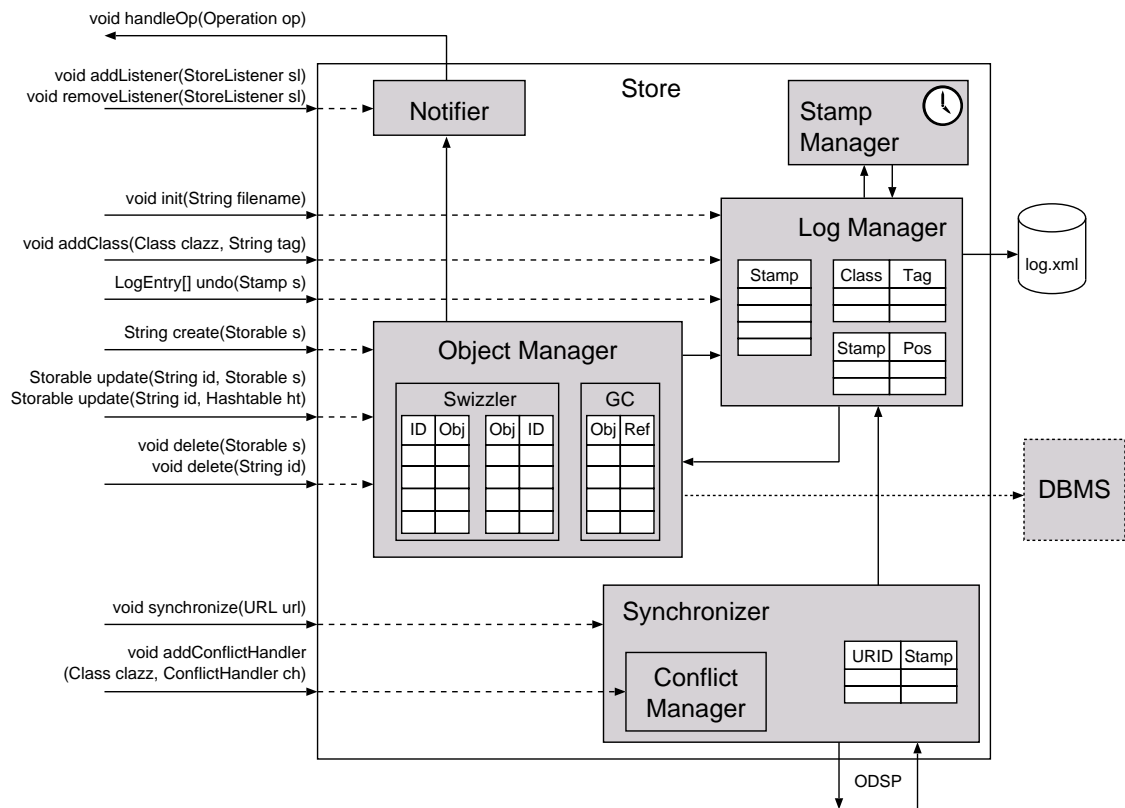 void handleOp(Operation op)
void addListener(StoreListener sl)
void removeListener(StoreListener sl)
Store
Notifier
Stamp
Manager
void init(String filename)
void addClass(Class clazz, String tag)
LogEntry[] undo(Stamp s)
Log Manager
Stamp
Class Tag
Stamp Pos
log.xml
String create(Storable s)
Storable update(String id, Storable s)
Storable update(String id, Hashtable ht)
void delete(Storable s)
void delete(String id)
Object Manager
Swizzler
GC
ID Obj
Obj ID
Obj Ref
DBMS
void synchronize(URL url)
void addConflictHandler
(Class clazz, ConflictHandler ch)
Synchronizer
Conflict
Manager
URID Stamp
ODSP